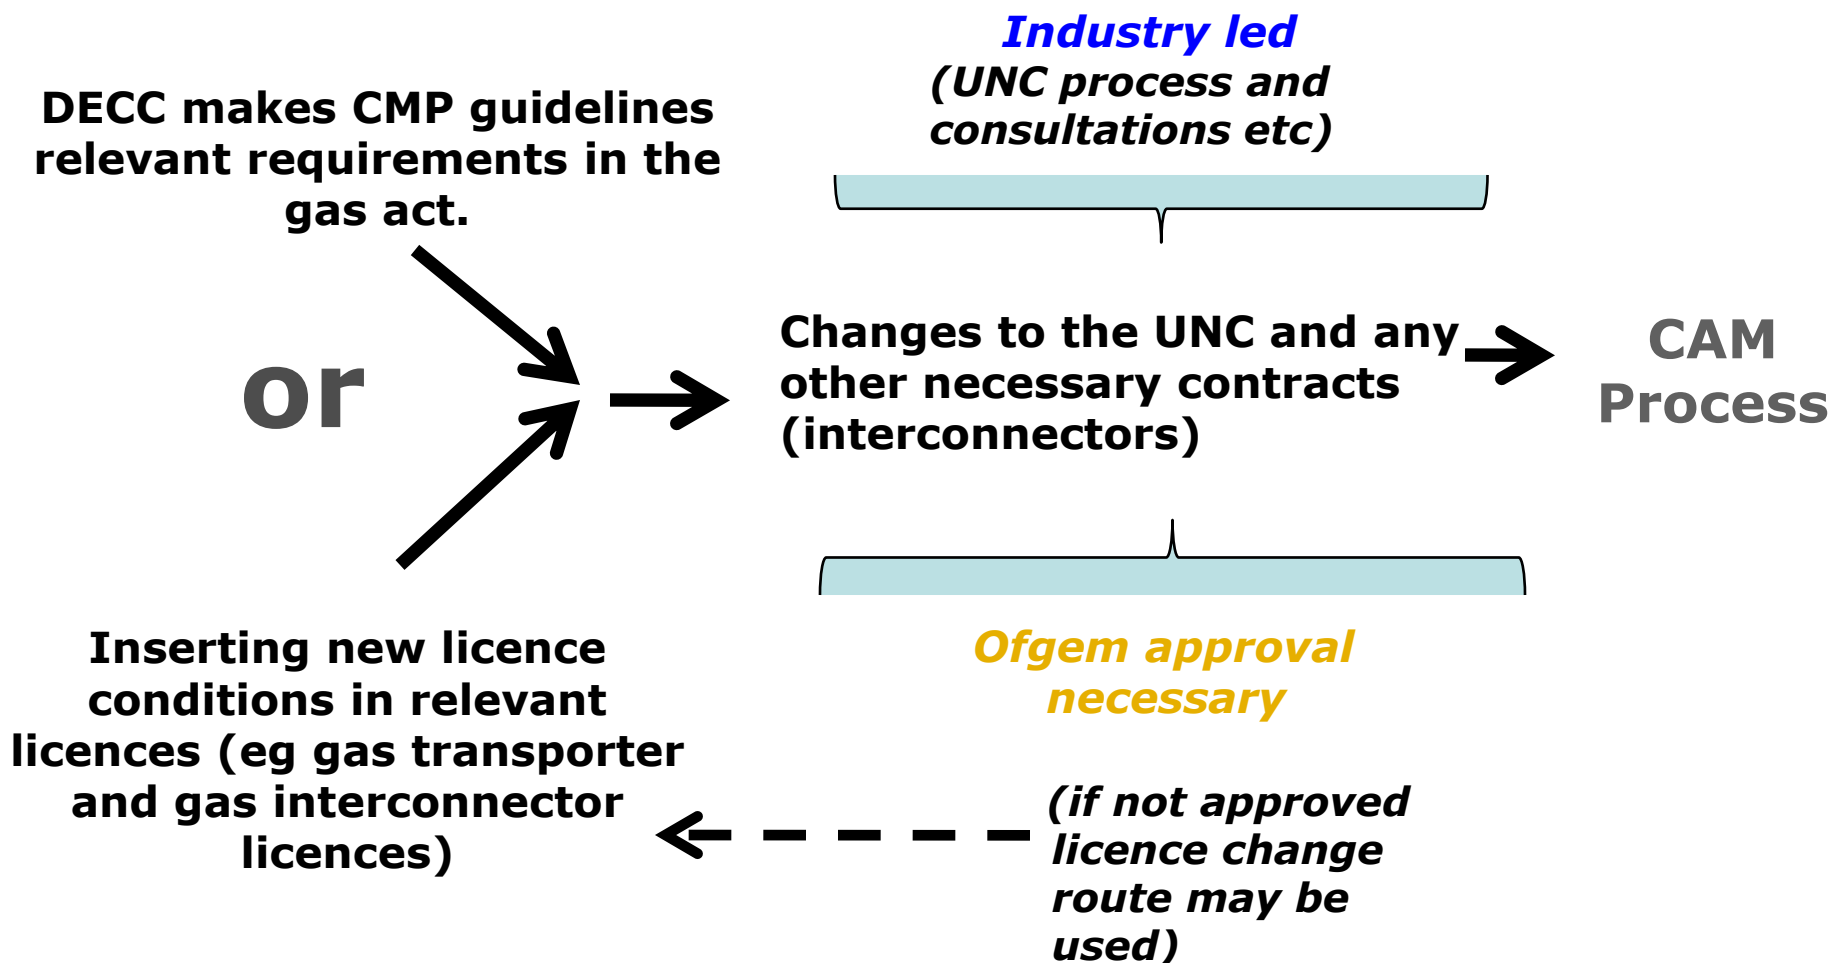 DECC makes CMP guidelines
relevant requirements in the
gas act.
or
Inserting new licence
conditions in relevant
licences (eg gas transporter
and gas interconnector
licences)
Industry led
(UNC process and
consultations etc)
Changes to the UNC and any
other necessary contracts
(interconnectors)
Ofgem approval
necessary
(if not approved
licence change
route may be
used)
CAM
Process